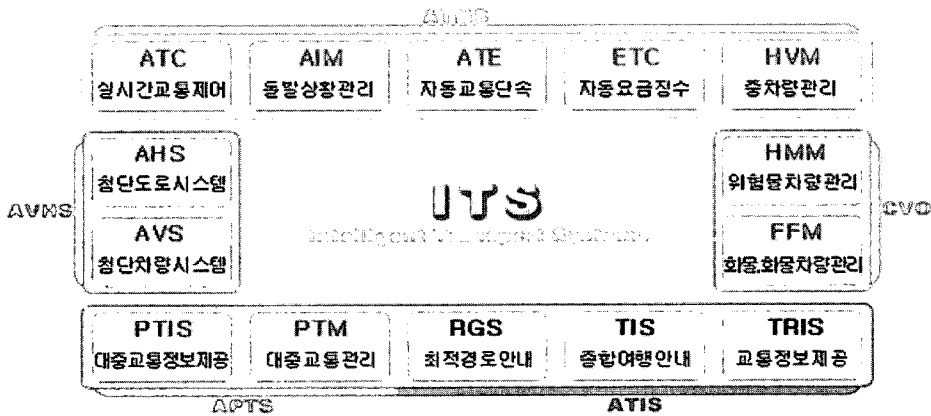 ATMS
ATC AIM ATE ETC HVM
실시간교통제어 돌발상황관리 자동교통단속 자동요금징수 중차량관리
AHS HMM
첨단도로시스템 위험물차량관리
AVHS ITS CVO
AVS FFM
첨단차량시스템 화물,화물차량관리
PTIS PTM RGS TIS TRIS
대중교통정보제공 대중교통관리 최적경로안내 종합여행안내 교통정보제공
APTS ATIS